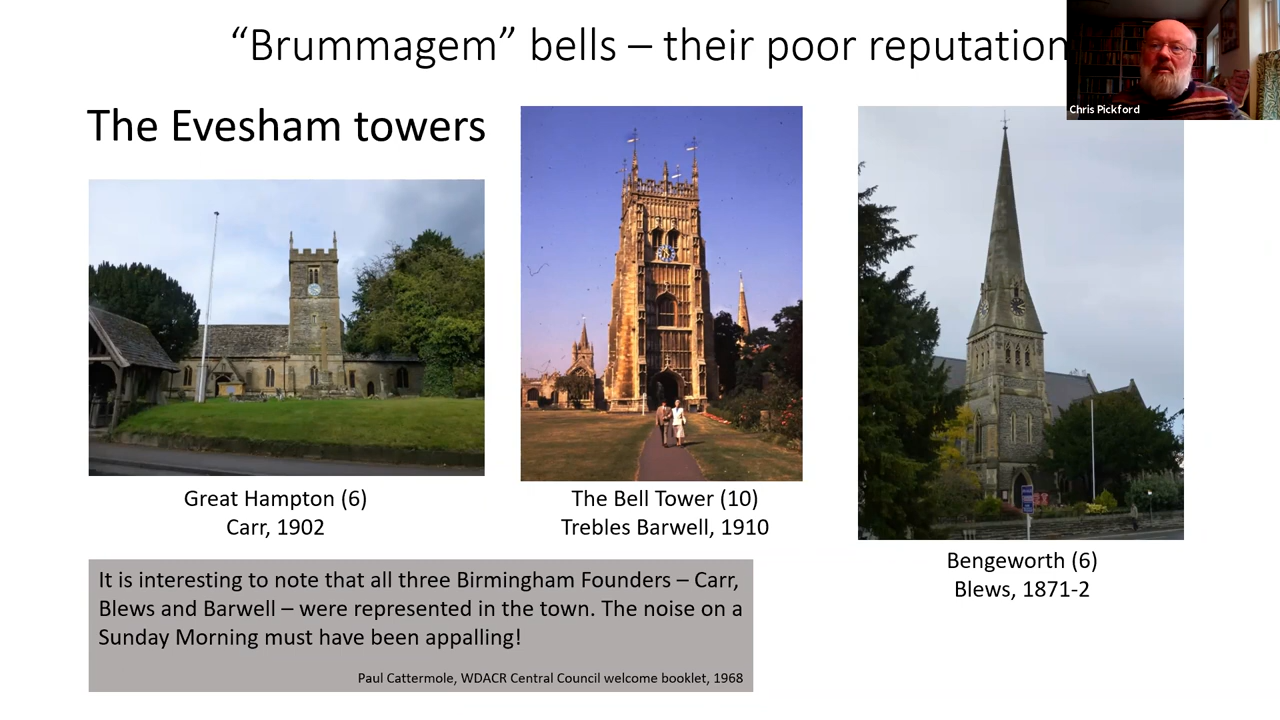 “Brummagem” bells – their poor reputation
Chris Pickford
The Evesham towers
Great Hampton (6)
Carr, 1902
The Bell Tower (10)
Trebles Barwell, 1910
Bengeworth (6)
Blews, 1871-2
It is interesting to note that all three Birmingham Founders – Carr,
Blews and Barwell – were represented in the town. The noise on a
Sunday Morning must have been appalling!
Paul Cattermole, WDACR Central Council welcome booklet, 1968